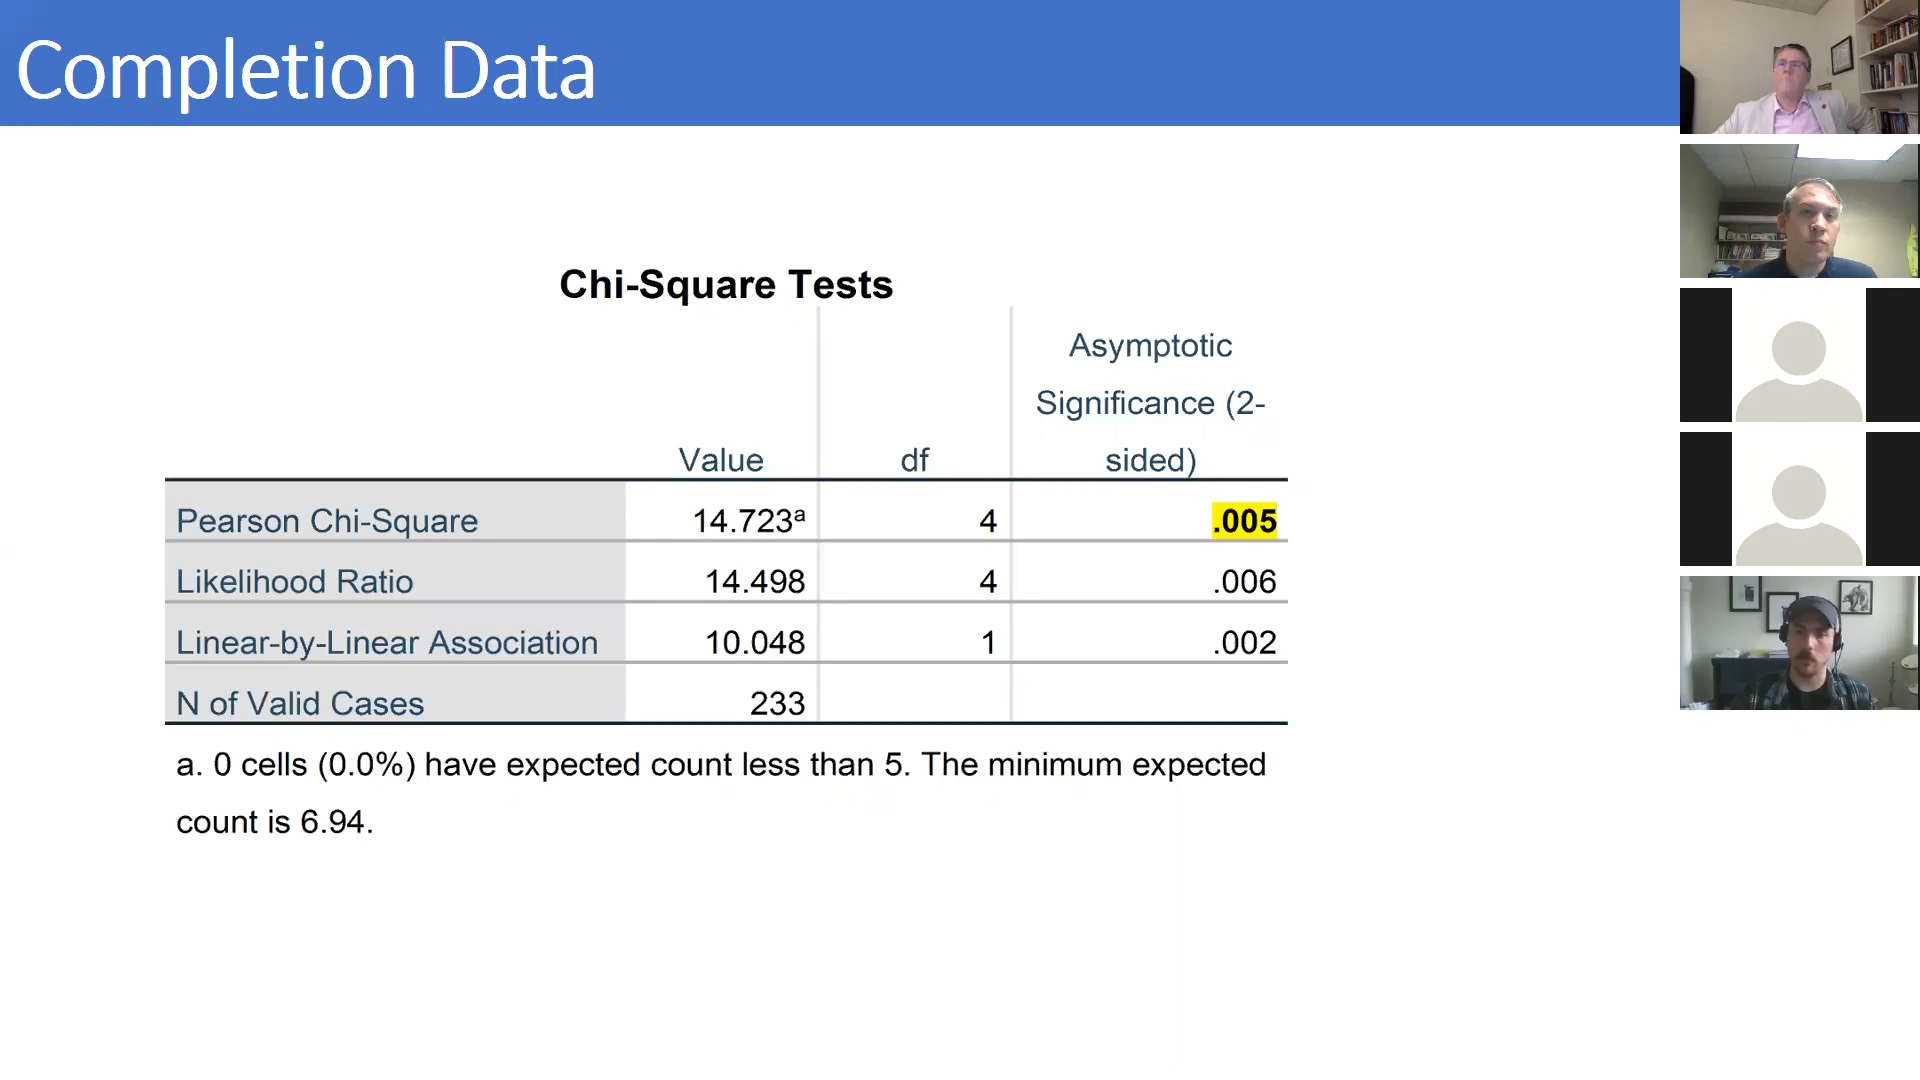 Completion Data
Chi-Square Tests
Asymptotic
Significance (2-
Value df sided)
Pearson Chi-Square 14.723ᵃ 4 .005
Likelihood Ratio 14.498 4 .006
Linear-by-Linear Association 10.048 1 .002
N of Valid Cases 233
a. 0 cells (0.0%) have expected count less than 5. The minimum expected
count is 6.94.